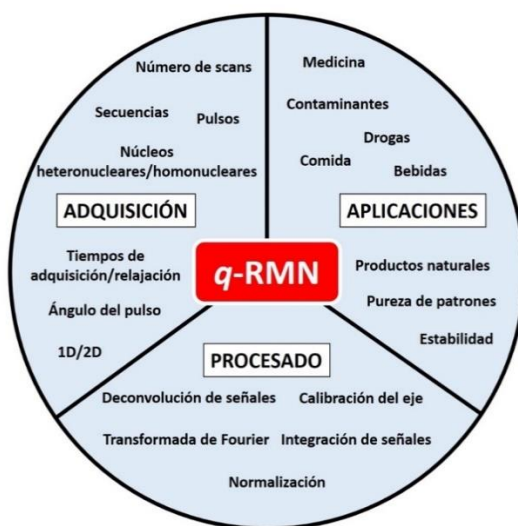 Número de scans
Secuencias
Pulsos
Núcleos
heteronucleares/homonucleares
ADQUISICIÓN
Tiempos de
adquisición/relajación
Ángulo del pulso
1D/2D
Medicina
Contaminantes
Drogas
Comida
Bebidas
APLICACIONES
Productos naturales
Pureza de patrones
Estabilidad
q-RMN
PROCESADO
Deconvolución de señales
Calibración del eje
Transformada de Fourier
Integración de señales
Normalización